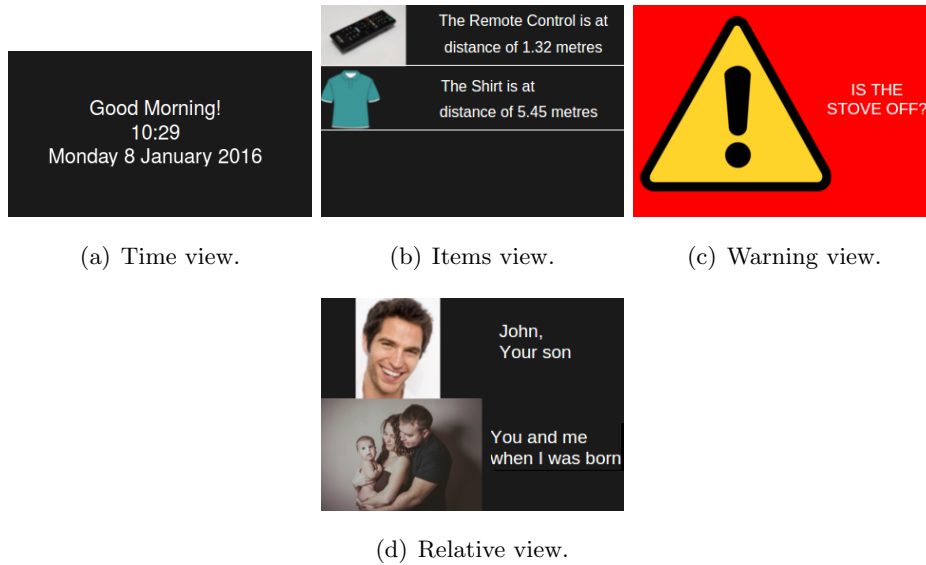 Good Morning!
10:29
Monday 8 January 2016
(a) Time view.
The Remote Control is at
distance of 1.32 metres
The Shirt is at
distance of 5.45 metres
(b) Items view.
IS THE
STOVE OFF?
(c) Warning view.
John,
Your son
You and me
when I was born
(d) Relative view.